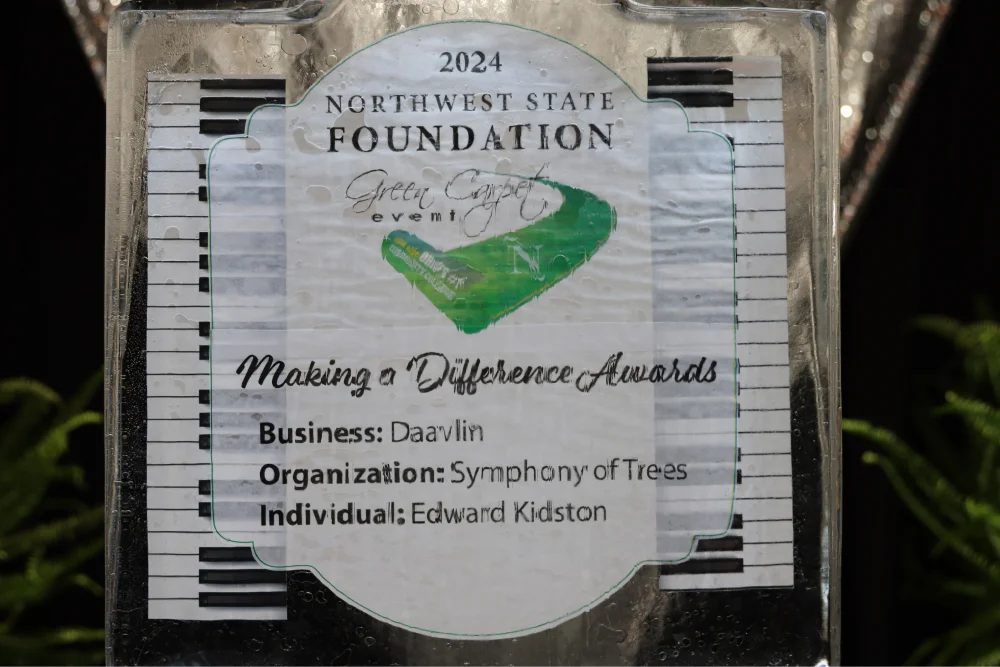 2024
NORTHWEST STATE
FOUNDATION
Green Carpet
event
N
Making a Difference Awards
Business: Daavlin
Organization: Symphony of Trees
Individual: Edward Kidston